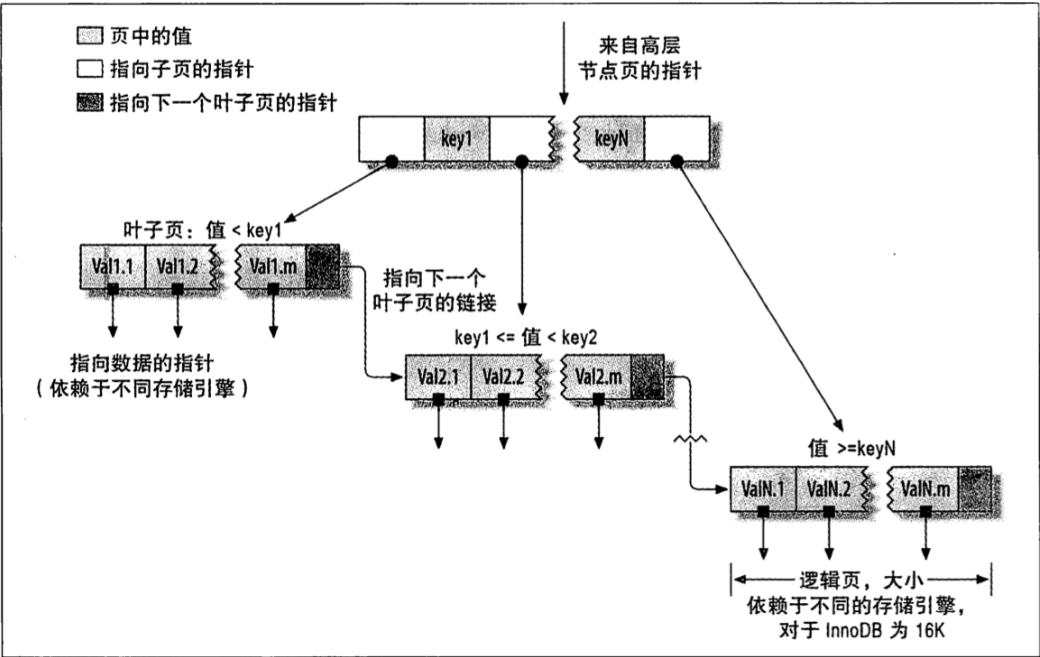 页中的值
指向子页的指针
指向下一个叶子页的指针
来自高层
节点页的指针
key1
keyN
叶子页：值 < key1
Val1.1
Val1.2
Val1.m
指向下一个
叶子页的链接
指向数据的指针
（依赖于不同存储引擎）
key1 <= 值 < key2
Val2.1
Val2.2
Val2.m
值 >=keyN
ValN.1
ValN.2
ValN.m
逻辑页，大小
依赖于不同的存储引擎，
对于 InnoDB 为 16K